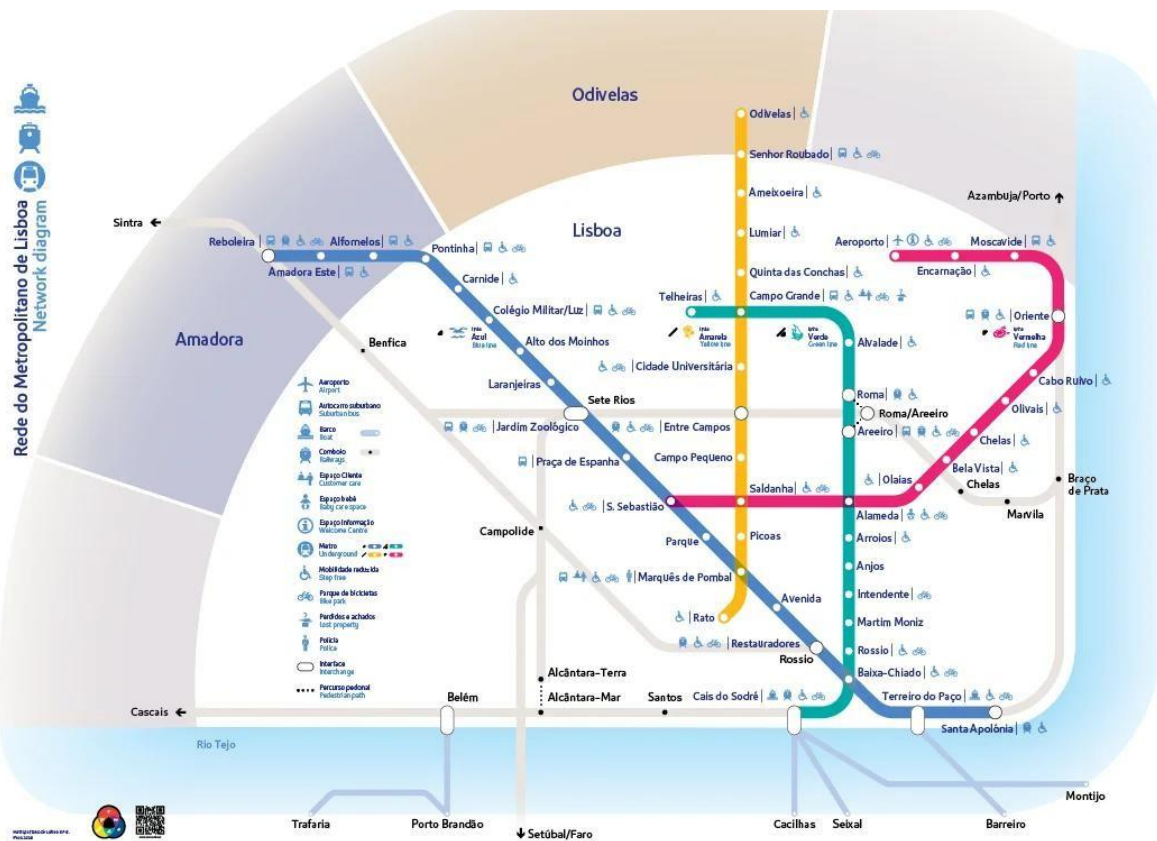 Rede do Metropolitano de Lisboa
Network diagram
Odivelas
Lisboa
Amadora
Sintra
Azambuja/Porto
Odivelas
Senhor Roubado
Ameixoeira
Lumiar
Quinta das Conchas
Campo Grande
Telheiras
Reboleira
Alfornelos
Amadora Este
Pontinha
Carnide
Colégio Militar/Luz
Alto dos Moinhos
Laranjeiras
Linha
Azul
Blue line
Linha
Amarela
Yellow line
Linha
Verde
Green line
Linha
Vermelha
Red line
Aeroporto
Moscavide
Encarnação
Oriente
Cabo Ruivo
Olivais
Chelas
Bela Vista
Olaias
Chelas
Marvila
Braço
de Prata
Alvalade
Cidade Universitária
Roma
Roma/Areeiro
Areeiro
Benfica
Sete Rios
Jardim Zoológico
Entre Campos
Praça de Espanha
Campo Pequeno
Saldanha
S. Sebastião
Alameda
Campolide
Parque
Picoas
Arroios
Anjos
Marquês de Pombal
Avenida
Intendente
Rato
Martim Moniz
Restauradores
Rossio
Rossio
Baixa-Chiado
Alcântara-Terra
Alcântara-Mar
Belém
Santos
Cais do Sodré
Terreiro do Paço
Santa Apolónia
Cascais
Rio Tejo
Trafaria
Porto Brandão
Setúbal/Faro
Cacilhas
Seixal
Barreiro
Montijo
Aeroporto
Airport
Autocarro suburbano
Suburban bus
Barco
Boat
Comboio
Railways
Espaço Cliente
Customer care
Espaço bebé
Baby care space
Espaço Informação
Welcome Centre
Metro
Underground
Mobilidade reduzida
Step free
Parque de bicicletas
Bike park
Perdidos e achados
Lost property
Polícia
Police
Interface
Interchange
Percurso pedonal
Pedestrian path